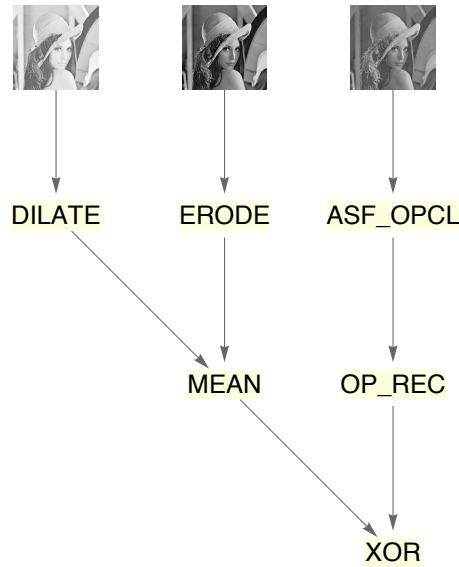 DILATE
ERODE
ASF_OPCL
MEAN
OP_REC
XOR